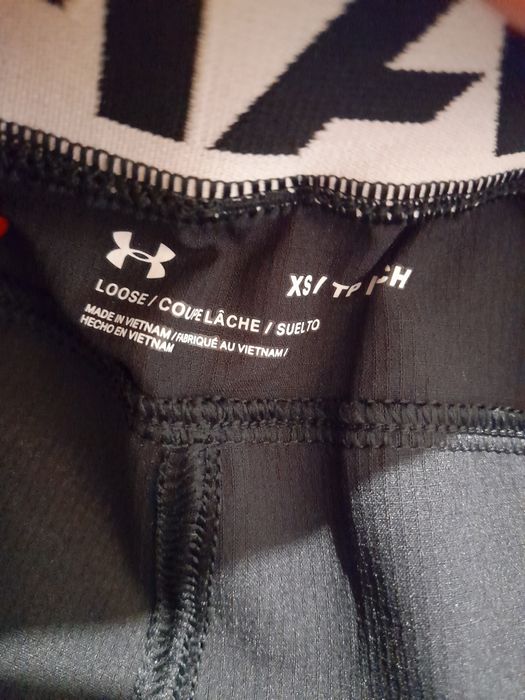 XS/
LOOSE / COUPE LÂCHE / SUELTO
MADE IN VIETNAM / FABRIQUÉ AU VIETNAM /
HECHO EN VIETNAM